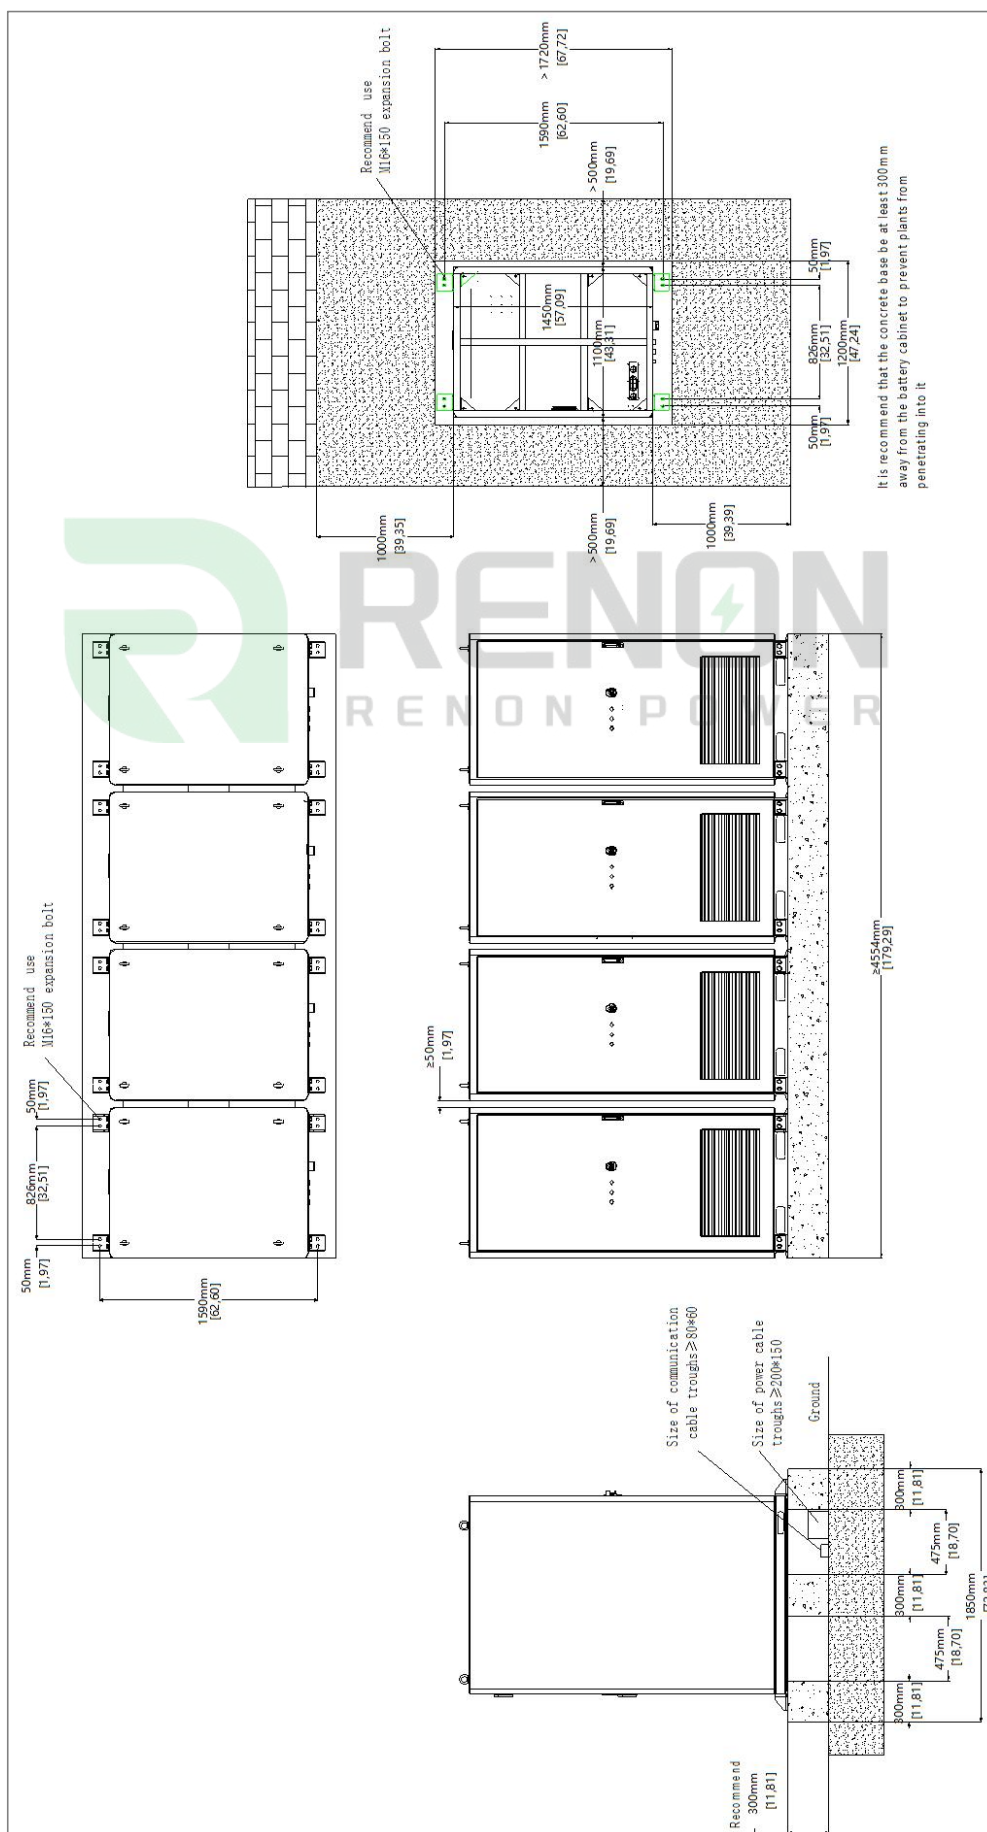 Recommend use
M16*150 expansion bolt
>1720mm
[67,72]
1590mm
[62,60]
>500mm
[19,69]
50mm
[1,97]
1450mm
[57,09]
1100mm
[43,31]
826mm
[32,51]
1200mm
[47,24]
50mm
[1,97]
1000mm
[39,35]
>500mm
[19,69]
1000mm
[39,39]
It is recommend that the concrete base be at least 300mm
away from the battery cabinet to prevent plants from
penetrating into it
RENON
RENON POWER
Recommend use
M16*150 expansion bolt
50mm
[1,97]
826mm
[32,51]
50mm
[1,97]
1590mm
[62,60]
≥50mm
[1,97]
≥4554mm
[179,29]
Size of communication
cable troughs≥80*60
Size of power cable
troughs≥200*150
Ground
300mm
[11,81]
475mm
[18,70]
300mm
[11,81]
1850mm
475mm
[18,70]
300mm
[11,81]
Recommend
300mm
[11,81]